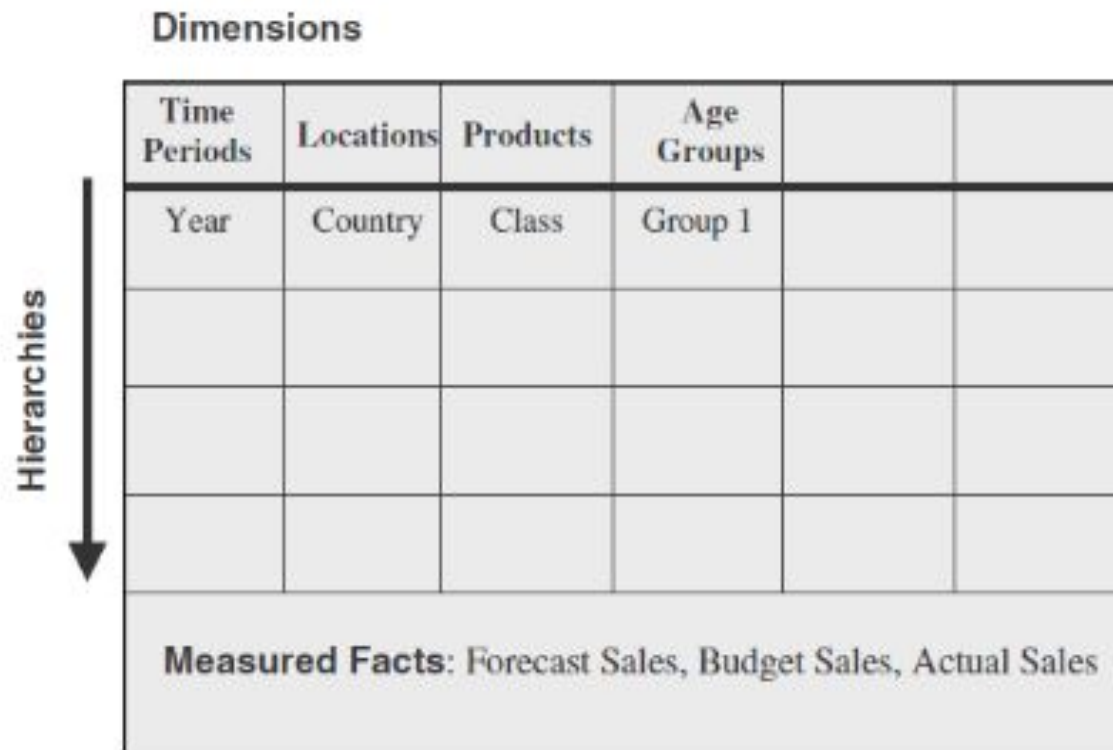 Dimensions
Time
Periods
Locations
Products
Age
Groups
Year
Country
Class
Group 1
Hierarchies
Measured Facts: Forecast Sales, Budget Sales, Actual Sales